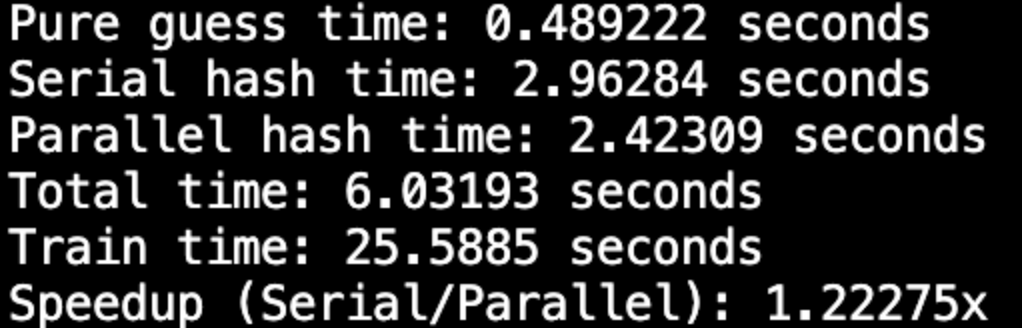 Pure guess time: 0.489222 seconds
Serial hash time: 2.96284 seconds
Parallel hash time: 2.42309 seconds
Total time: 6.03193 seconds
Train time: 25.5885 seconds
Speedup (Serial/Parallel): 1.22275x